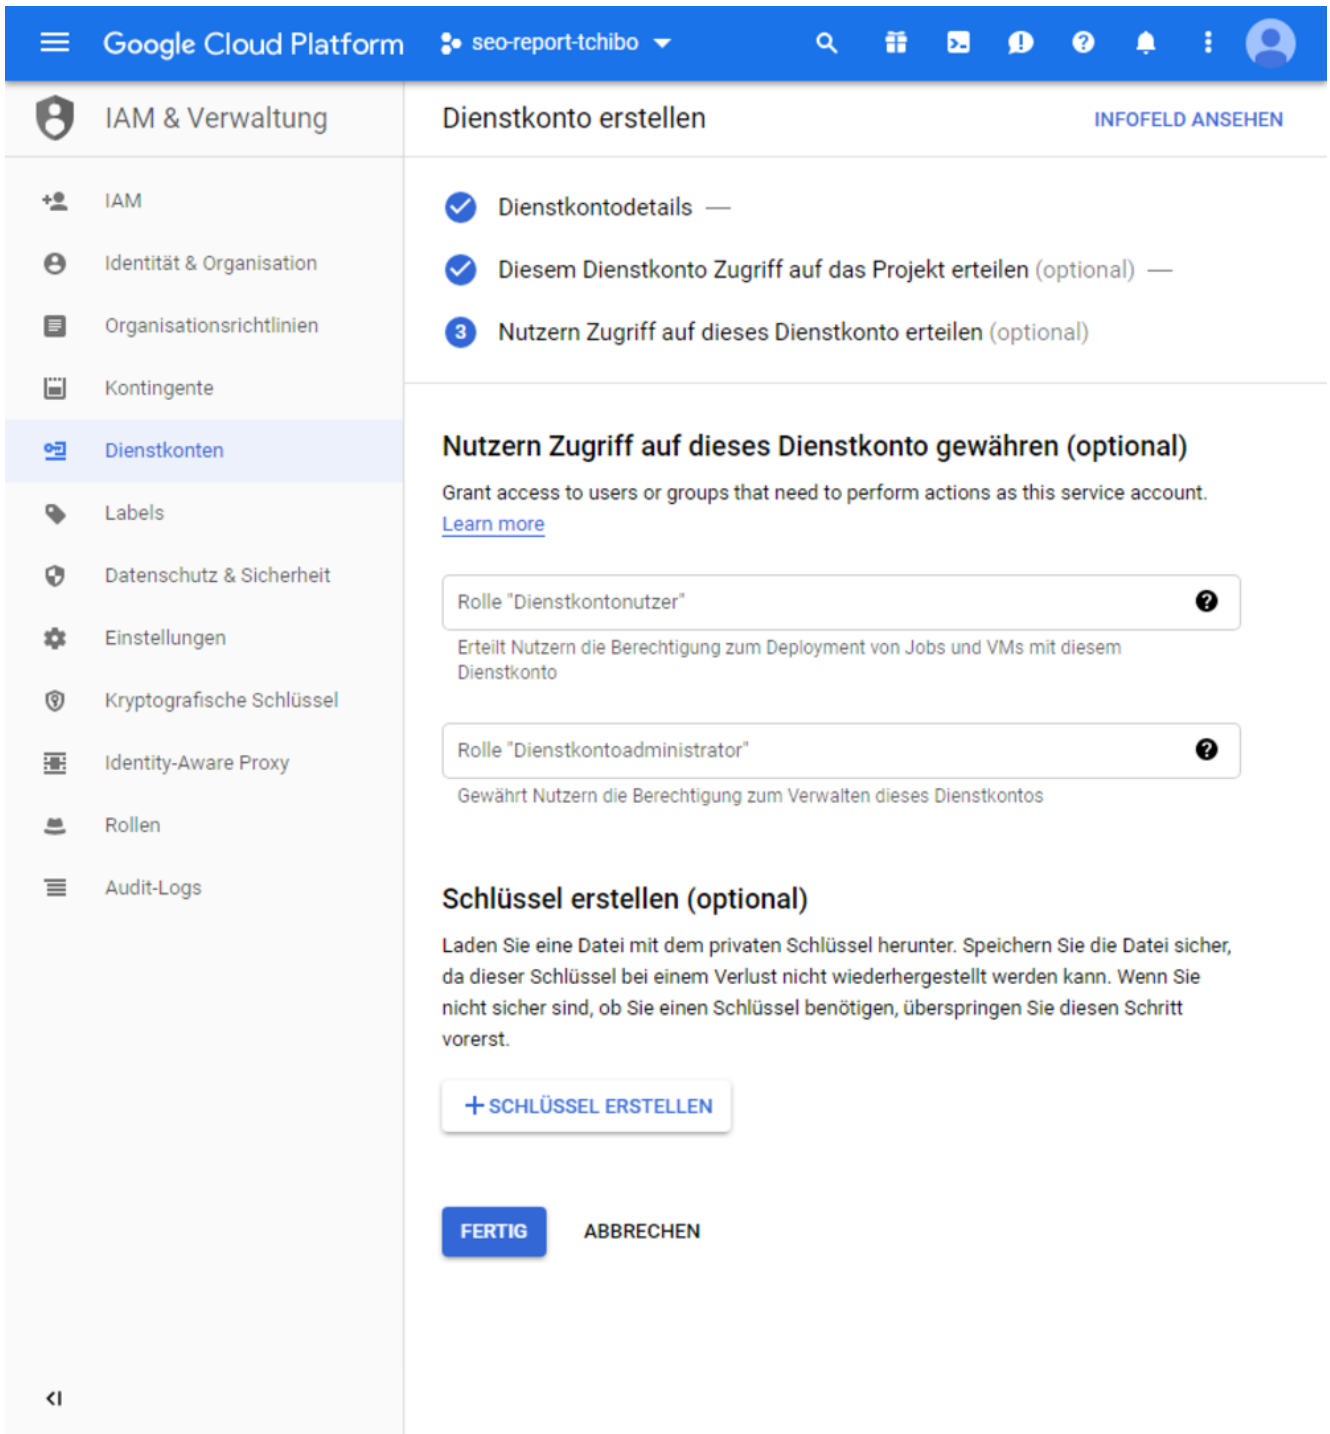 Google Cloud Platform
seo-report-tchibo
IAM & Verwaltung
Dienstkonto erstellen
INFOFELD ANSEHEN
IAM
Identität & Organisation
Organisationsrichtlinien
Kontingente
Dienstkonten
Labels
Datenschutz & Sicherheit
Einstellungen
Kryptografische Schlüssel
Identity-Aware Proxy
Rollen
Audit-Logs
Dienstkontodetails —
Diesem Dienstkonto Zugriff auf das Projekt erteilen (optional) —
3 Nutzern Zugriff auf dieses Dienstkonto erteilen (optional)
Nutzern Zugriff auf dieses Dienstkonto gewähren (optional)
Grant access to users or groups that need to perform actions as this service account.
Learn more
Rolle "Dienstkontonutzer"
Erteilt Nutzern die Berechtigung zum Deployment von Jobs und VMs mit diesem
Dienstkonto
Rolle "Dienstkontoadministrator"
Gewährt Nutzern die Berechtigung zum Verwalten dieses Dienstkontos
Schlüssel erstellen (optional)
Laden Sie eine Datei mit dem privaten Schlüssel herunter. Speichern Sie die Datei sicher,
da dieser Schlüssel bei einem Verlust nicht wiederhergestellt werden kann. Wenn Sie
nicht sicher sind, ob Sie einen Schlüssel benötigen, überspringen Sie diesen Schritt
vorerst.
+ SCHLÜSSEL ERSTELLEN
FERTIG
ABBRECHEN